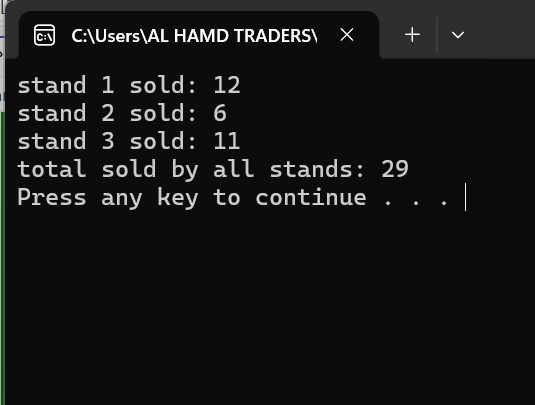 C:\Users\AL HAMD TRADERS\
stand 1 sold: 12
stand 2 sold: 6
stand 3 sold: 11
total sold by all stands: 29
Press any key to continue . . .